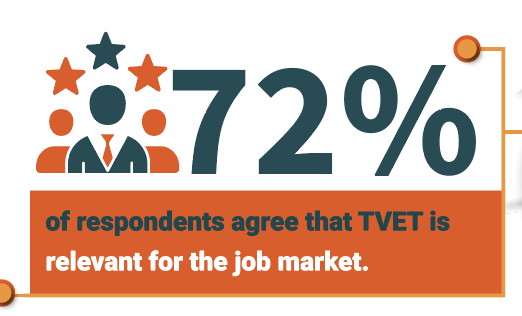 72%
of respondents agree that TVET is
relevant for the job market.